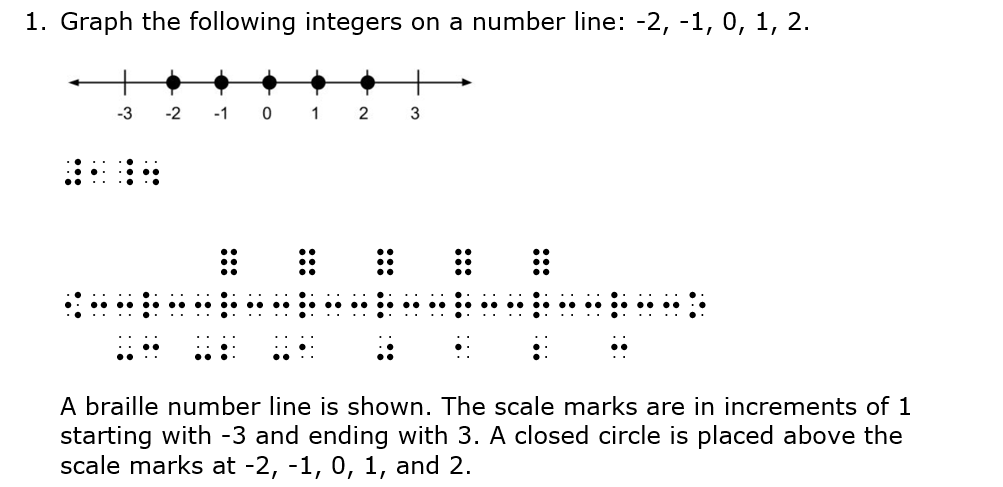 1. Graph the following integers on a number line: -2, -1, 0, 1, 2.
-3 -2 -1 0 1 2 3
⠼⠂⠸⠲
⠿ ⠿ ⠿ ⠿ ⠿
⠪⠒⠒⠗⠒⠒⠗⠒⠒⠗⠒⠒⠗⠒⠒⠗⠒⠒⠗⠒⠒⠗⠒⠒⠕
⠤⠒ ⠤⠆ ⠤⠂ ⠴ ⠂ ⠆ ⠒
A braille number line is shown. The scale marks are in increments of 1
starting with -3 and ending with 3. A closed circle is placed above the
scale marks at -2, -1, 0, 1, and 2.